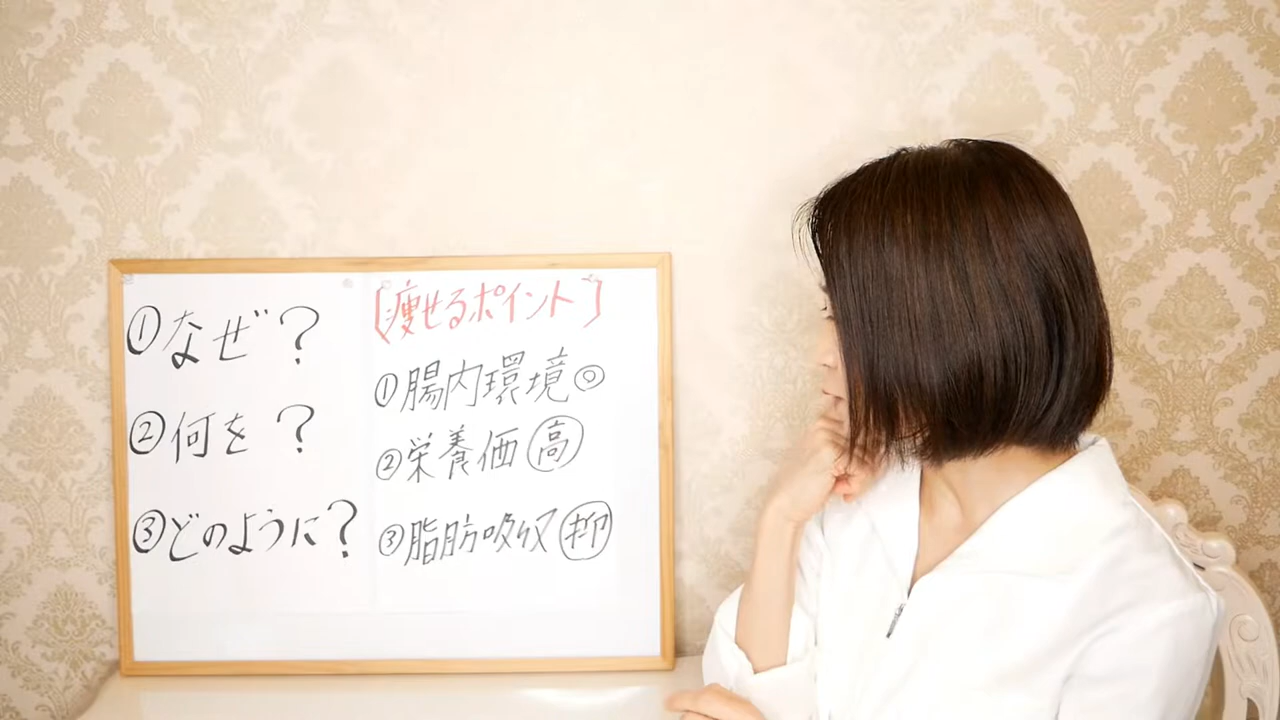 ①なぜ？
②何を？
③どのように？
[痩せるポイント]
①腸内環境◎
②栄養価高
③脂肪吸収抑